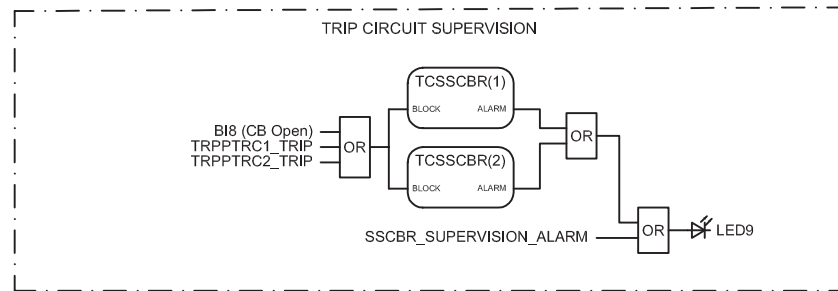 TRIP CIRCUIT SUPERVISION
TCSSCBR(1)
BLOCK ALARM
BI8 (CB Open)
TRPPTRC1_TRIP
TRPPTRC2_TRIP
OR
OR
TCSSCBR(2)
BLOCK ALARM
SSCBR_SUPERVISION_ALARM
OR
LED9